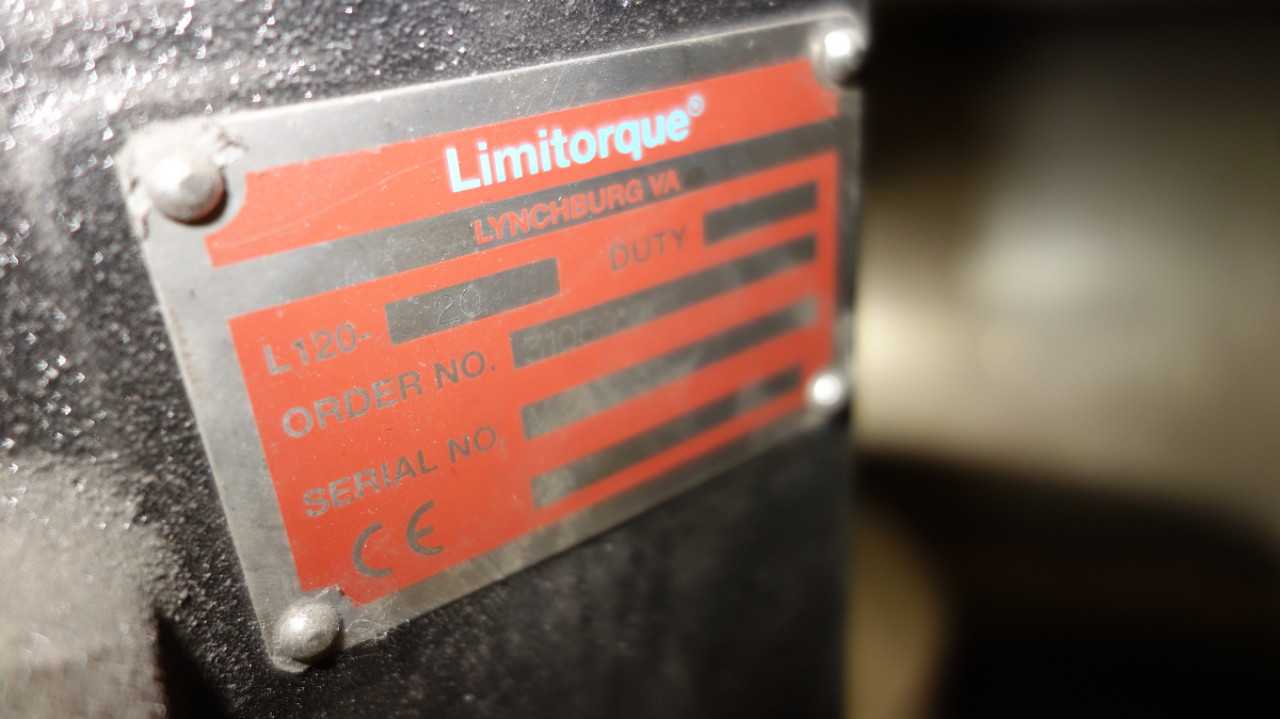 Limitorque®
LYNCHBURG VA
L120- 20 DUTY
ORDER NO.
SERIAL NO.
CE